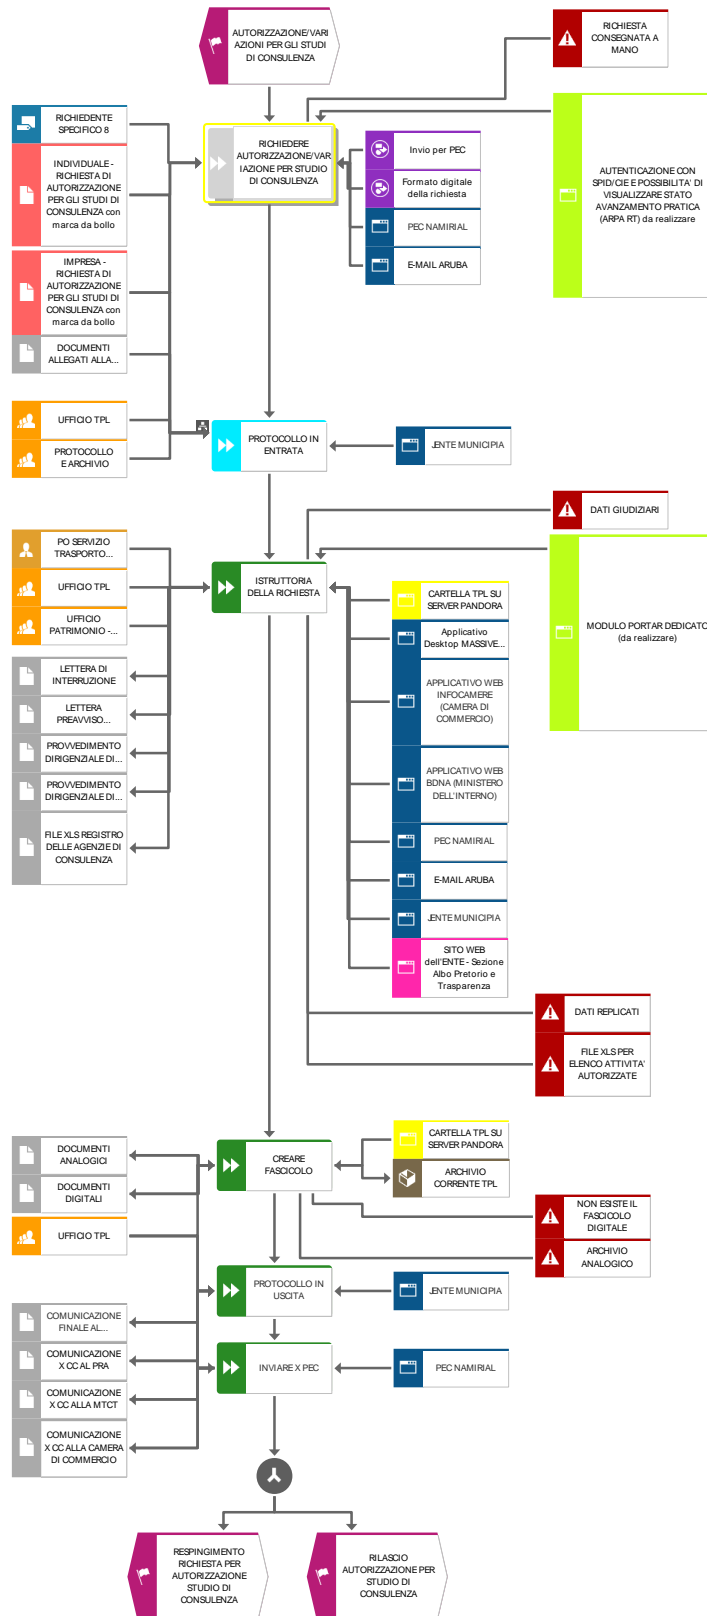 AUTORIZZAZIONE/VARI
AZIONI PER GLI STUDI
DI CONSULENZA
RICHIESTA
CONSEGNATA A
MANO
RICHIEDENTE
SPECIFICO 8
RICHIEDERE
AUTORIZZAZIONE/VAR
IAZIONE PER STUDIO
DI CONSULENZA
Invio per PEC
Formato digitale
della richiesta
PEC NAMIRIAL
E-MAIL ARUBA
AUTENTICAZIONE CON
SPID/CIE E POSSIBILITA' DI
VISUALIZZARE STATO
AVANZAMENTO PRATICA
(ARPA RT) da realizzare
INDIVIDUALE -
RICHIESTA DI
AUTORIZZAZIONE
PER GLI STUDI DI
CONSULENZA con
marca da bollo
IMPRESA -
RICHIESTA DI
AUTORIZZAZIONE
PER GLI STUDI DI
CONSULENZA con
marca da bollo
DOCUMENTI
ALLEGATI ALLA...
UFFICIO TPL
PROTOCOLLO
E ARCHIVIO
PROTOCOLLO IN
ENTRATA
JENTE MUNICIPIA
DATI GIUDIZIARI
PO SERVIZIO
TRASPORTO...
UFFICIO TPL
UFFICIO
PATRIMONIO -...
LETTERA DI
INTERRUZIONE
LETTERA
PREAVVISO...
PROVVEDIMENTO
DIRIGENZIALE DI...
PROVVEDIMENTO
DIRIGENZIALE DI...
FILE XLS REGISTRO
DELLE AGENZIE DI
CONSULENZA
ISTRUTTORIA
DELLA RICHIESTA
CARTELLA TPL SU
SERVER PANDORA
Applicativo
Desktop MASSIVE...
APPLICATIVO WEB
INFOCAMERE
(CAMERA DI
COMMERCIO)
APPLICATIVO WEB
BDNA (MINISTERO
DELL'INTERNO)
PEC NAMIRIAL
E-MAIL ARUBA
JENTE MUNICIPIA
SITO WEB
dell'ENTE - Sezione
Albo Pretorio e
Trasparenza
MODULO PORTAR DEDICATO
(da realizzare)
DATI REPLICATI
FILE XLS PER
ELENCO ATTIVITA'
AUTORIZZATE
DOCUMENTI
ANALOGICI
DOCUMENTI
DIGITALI
UFFICIO TPL
CREARE
FASCICOLO
CARTELLA TPL SU
SERVER PANDORA
ARCHIVIO
CORRENTE TPL
NON ESISTE IL
FASCICOLO
DIGITALE
ARCHIVIO
ANALOGICO
PROTOCOLLO IN
USCITA
JENTE MUNICIPIA
COMUNICAZIONE
FINALE AL...
COMUNICAZIONE
X CC AL PRA
COMUNICAZIONE
X CC ALLA MTCT
COMUNICAZIONE
X CC ALLA CAMERA
DI COMMERCIO
INVIARE X PEC
PEC NAMIRIAL
RESPINGIMENTO
RICHIESTA PER
AUTORIZZAZIONE
STUDIO DI
CONSULENZA
RILASCIO
AUTORIZZAZIONE PER
STUDIO DI
CONSULENZA